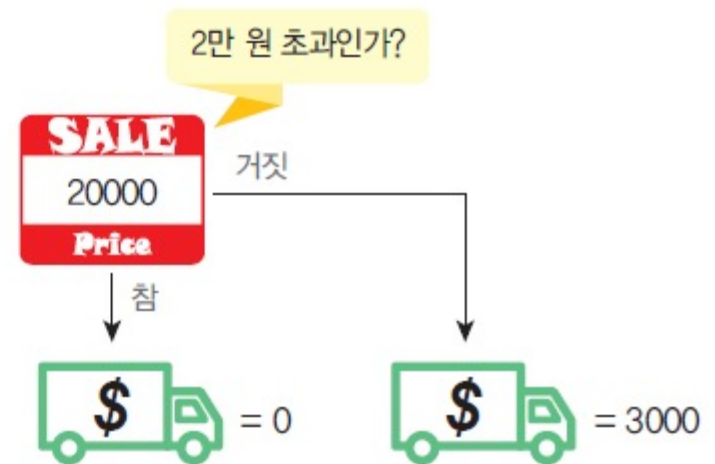 2만 원 초과인가?
SALE
20000
Price
거짓
참
$ = 0
$ = 3000